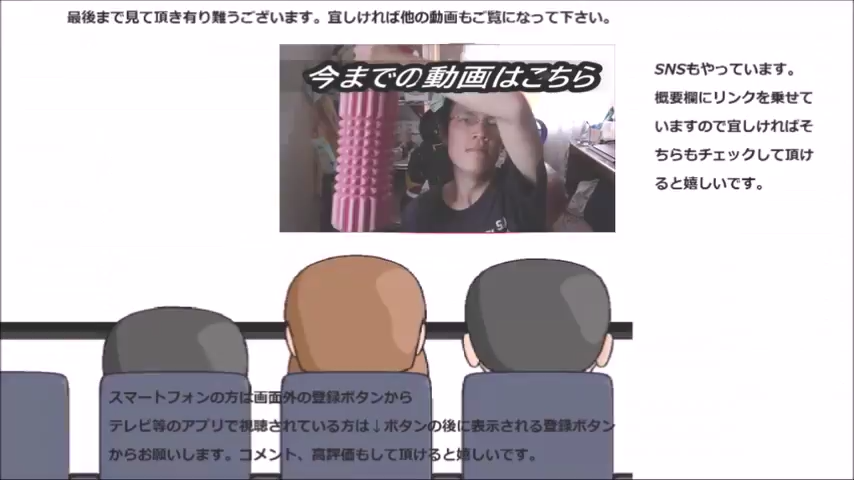 最後まで見て頂き有り難うございます。宜しければ他の動画もご覧になって下さい。
今までの動画はこちら
SNSもやっています。
概要欄にリンクを乗せて
いますので宜しければそ
ちらもチェックして頂け
ると嬉しいです。
スマートフォンの方は画面外の登録ボタンから
テレビ等のアプリで視聴されている方は↓ボタンの後に表示される登録ボタン
からお願いします。コメント、高評価もして頂けると嬉しいです。